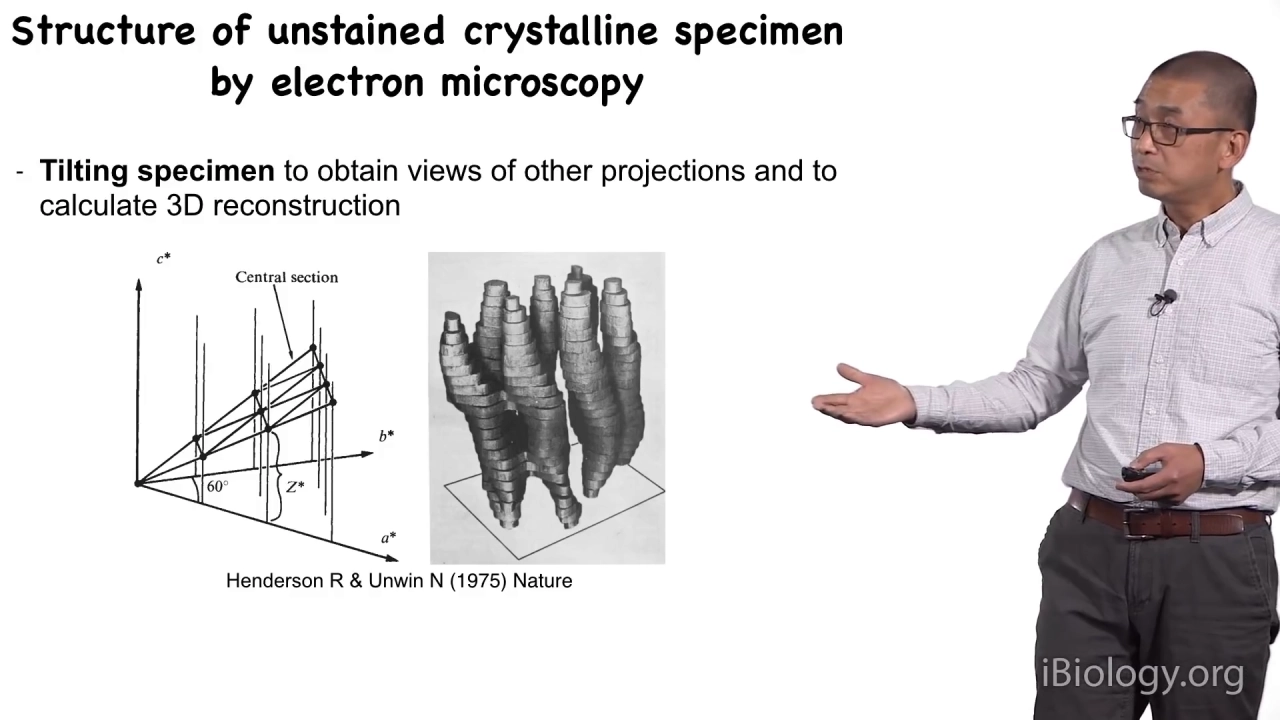 Structure of unstained crystalline specimen
by electron microscopy
- Tilting specimen to obtain views of other projections and to
calculate 3D reconstruction
c*
Central section
b*
60°
Z*
a*
Henderson R & Unwin N (1975) Nature
iBiology.org